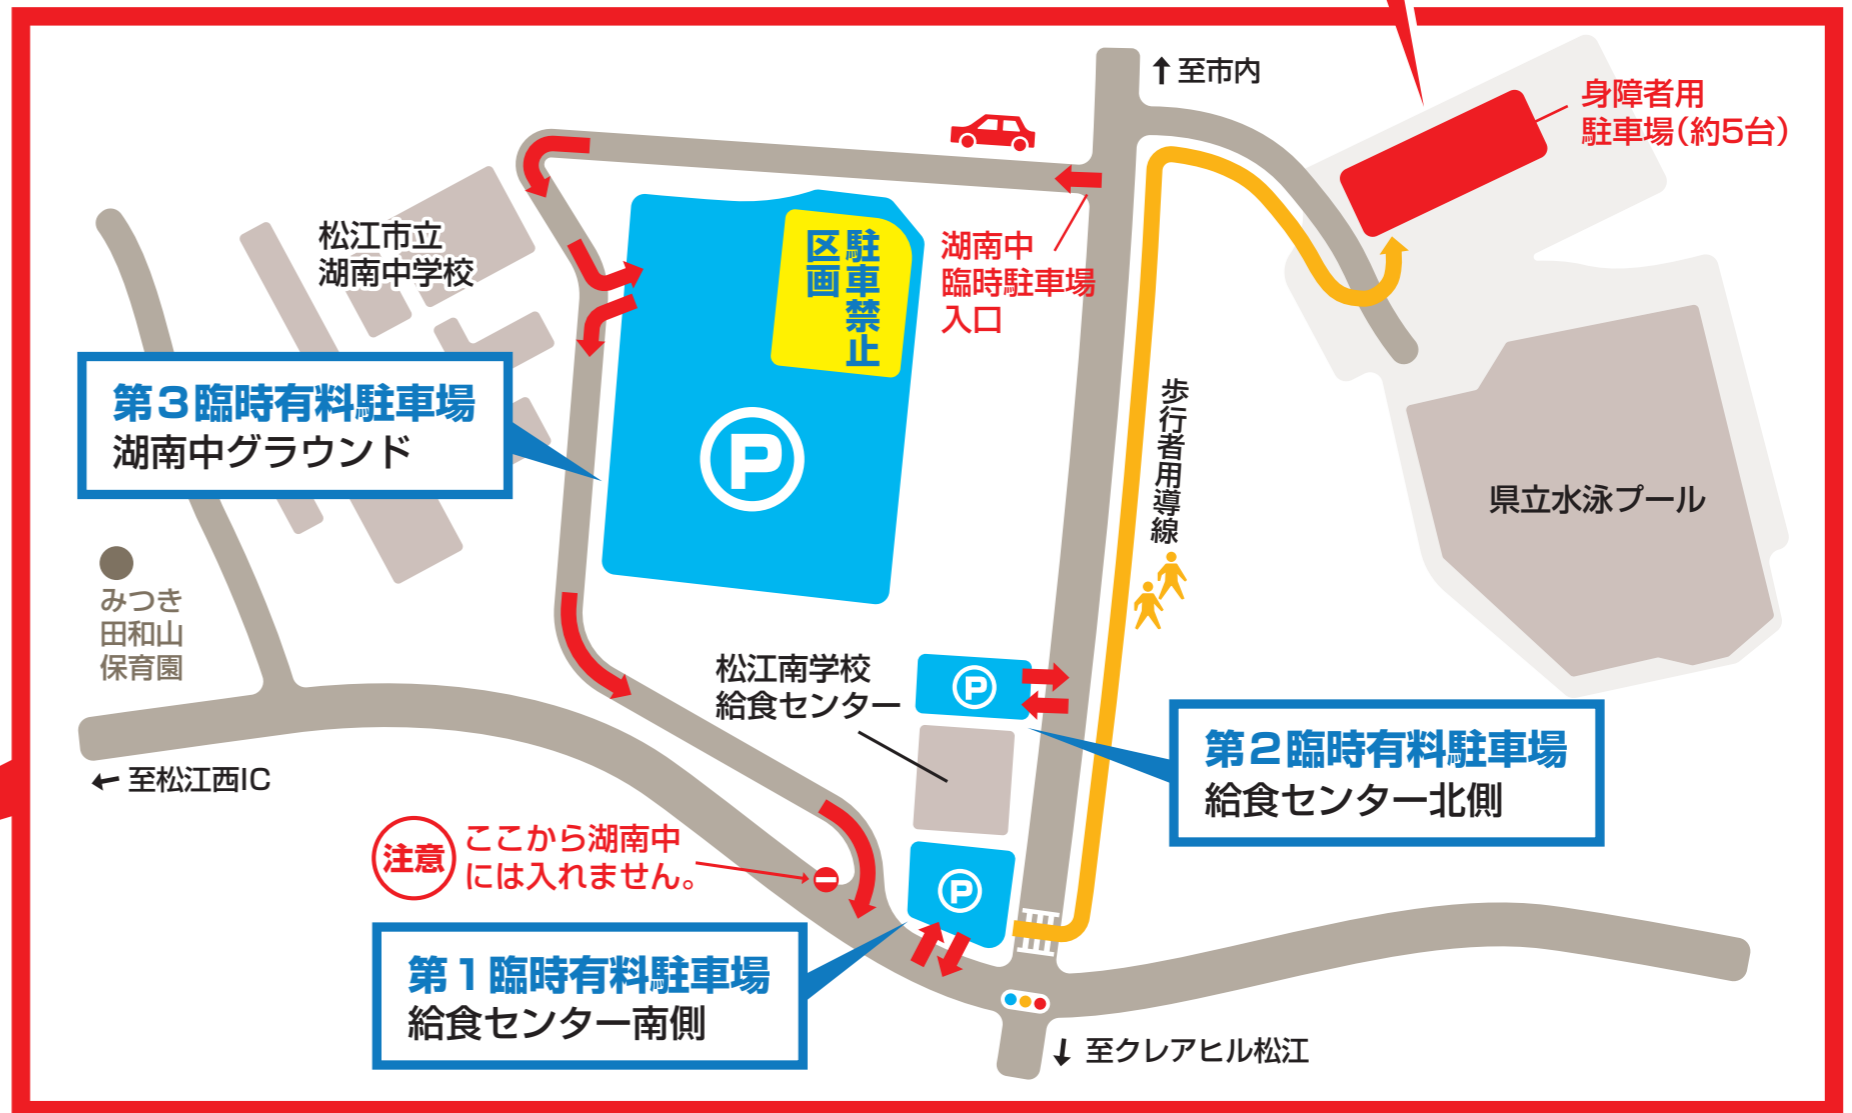 ↑至市内
身障者用
駐車場（約5台）
松江市立
湖南中学校
駐車禁止
区画
湖南中
臨時駐車場
入口
第3臨時有料駐車場
湖南中グラウンド
P
歩行者用導線
県立水泳プール
みつき
田和山
保育園
松江南学校
給食センター
P
第2臨時有料駐車場
給食センター北側
←至松江西IC
注意
ここから湖南中
には入れません。
P
第1臨時有料駐車場
給食センター南側
↓至クレアヒル松江